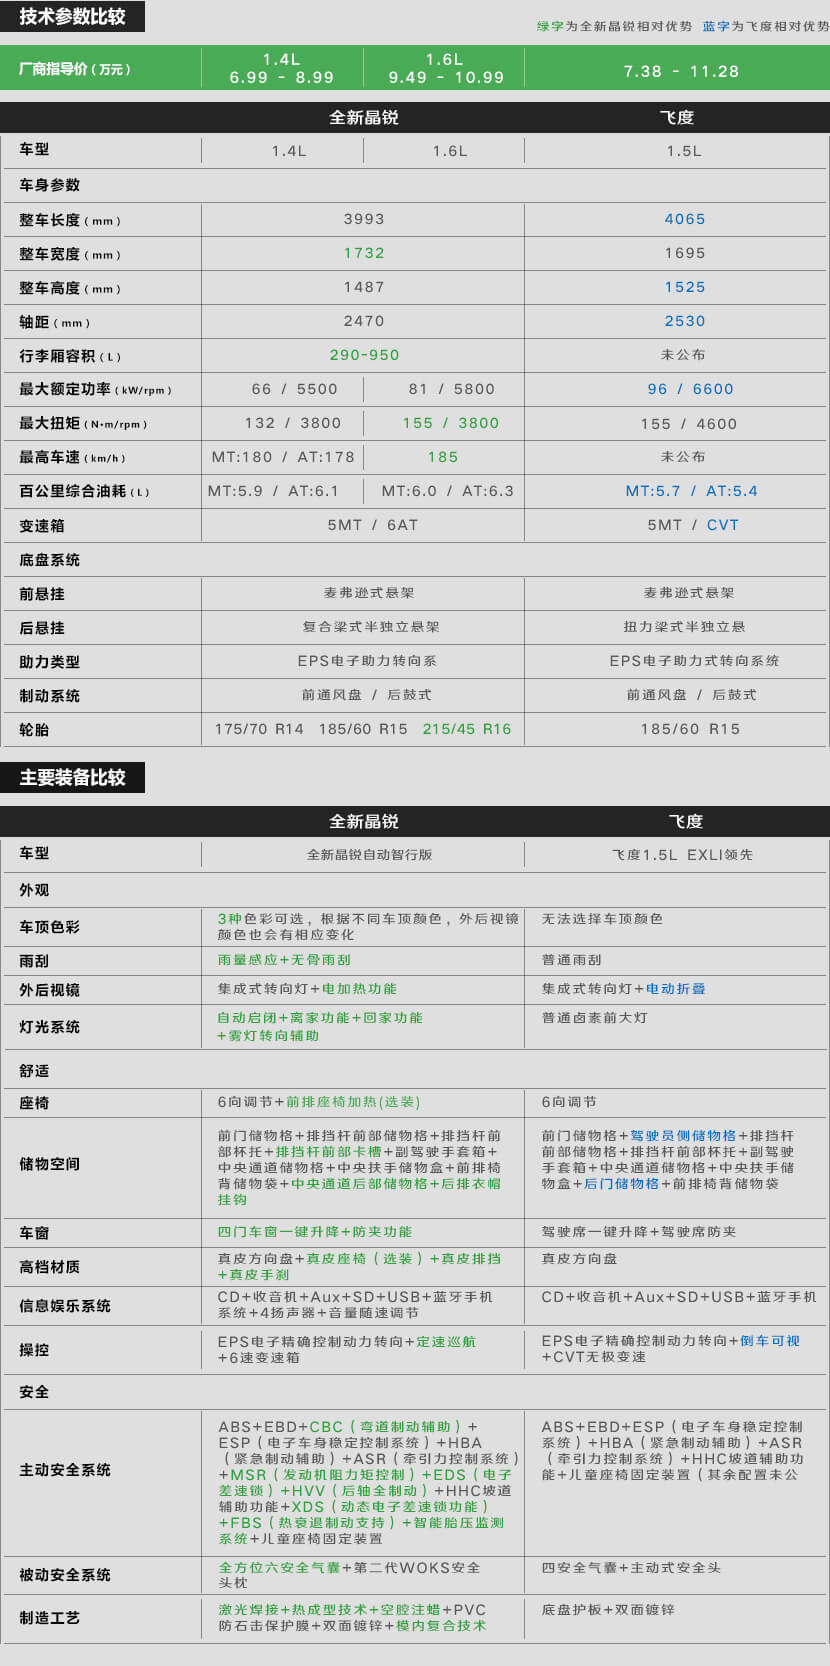 技术参数比较
绿字为全新晶锐相对优势 蓝字为飞度相对优势
厂商指导价（万元） 1.4L 6.99 - 8.99 1.6L 9.49 - 10.99 7.38 - 11.28
全新晶锐 飞度
车型 1.4L 1.6L 1.5L
车身参数
整车长度（mm） 3993 4065
整车宽度（mm） 1732 1695
整车高度（mm） 1487 1525
轴距（mm） 2470 2530
行李厢容积（L） 290-950 未公布
最大额定功率（kW/rpm） 66 / 5500 81 / 5800 96 / 6600
最大扭矩（N·m/rpm） 132 / 3800 155 / 3800 155 / 4600
最高车速（km/h） MT:180 / AT:178 185 未公布
百公里综合油耗（L） MT:5.9 / AT:6.1 MT:6.0 / AT:6.3 MT:5.7 / AT:5.4
变速箱 5MT / 6AT 5MT / CVT
底盘系统
前悬挂 麦弗逊式悬架 麦弗逊式悬架
后悬挂 复合梁式半独立悬架 扭力梁式半独立悬
助力类型 EPS电子助力转向系 EPS电子助力式转向系统
制动系统 前通风盘 / 后鼓式 前通风盘 / 后鼓式
轮胎 175/70 R14 185/60 R15 215/45 R16 185/60 R15
主要装备比较
全新晶锐 飞度
车型 全新晶锐自动智行版 飞度1.5L EXLI领先
外观
车顶色彩
3种色彩可选，根据不同车顶颜色，外后视镜
颜色也会有相应变化
无法选择车顶颜色
雨刮 雨量感应+无骨雨刮 普通雨刮
外后视镜 集成式转向灯+电加热功能 集成式转向灯+电动折叠
灯光系统
自动启闭+离家功能+回家功能
+雾灯转向辅助
普通卤素前大灯
舒适
座椅 6向调节+前排座椅加热(选装) 6向调节
储物空间
前门储物格+排挡杆前部储物格+排挡杆前
部杯托+排挡杆前部卡槽+副驾驶手套箱+
中央通道储物格+中央扶手储物盒+前排椅
背储物袋+中央通道后部储物格+后排衣帽
挂钩
前门储物格+驾驶员侧储物格+排挡杆
前部储物格+排挡杆前部杯托+副驾驶
手套箱+中央通道储物格+中央扶手储
物盒+后门储物格+前排椅背储物袋
车窗 四门车窗一键升降+防夹功能 驾驶席一键升降+驾驶席防夹
高档材质
真皮方向盘+真皮座椅（选装）+真皮排挡
+真皮手刹
真皮方向盘
信息娱乐系统
CD+收音机+Aux+SD+USB+蓝牙手机
系统+4扬声器+音量随速调节
CD+收音机+Aux+SD+USB+蓝牙手机
操控
EPS电子精确控制动力转向+定速巡航
+6速变速箱
EPS电子精确控制动力转向+倒车可视
+CVT无极变速
安全
主动安全系统
ABS+EBD+CBC（弯道制动辅助）+
ESP（电子车身稳定控制系统）+HBA
（紧急制动辅助）+ASR（牵引力控制系统）
+MSR（发动机阻力矩控制）+EDS（电子
差速锁）+HVV（后轴全制动）+HHC坡道
辅助功能+XDS（动态电子差速锁功能）
+FBS（热衰退制动支持）+智能胎压监测
系统+儿童座椅固定装置
ABS+EBD+ESP（电子车身稳定控制
系统）+HBA（紧急制动辅助）+ASR
（牵引力控制系统）+HHC坡道辅助功
能+儿童座椅固定装置（其余配置未公
被动安全系统
全方位六安全气囊+第二代WOKS安全
头枕
四安全气囊+主动式安全头
制造工艺
激光焊接+热成型技术+空腔注蜡+PVC
防石击保护膜+双面镀锌+模内复合技术
底盘护板+双面镀锌